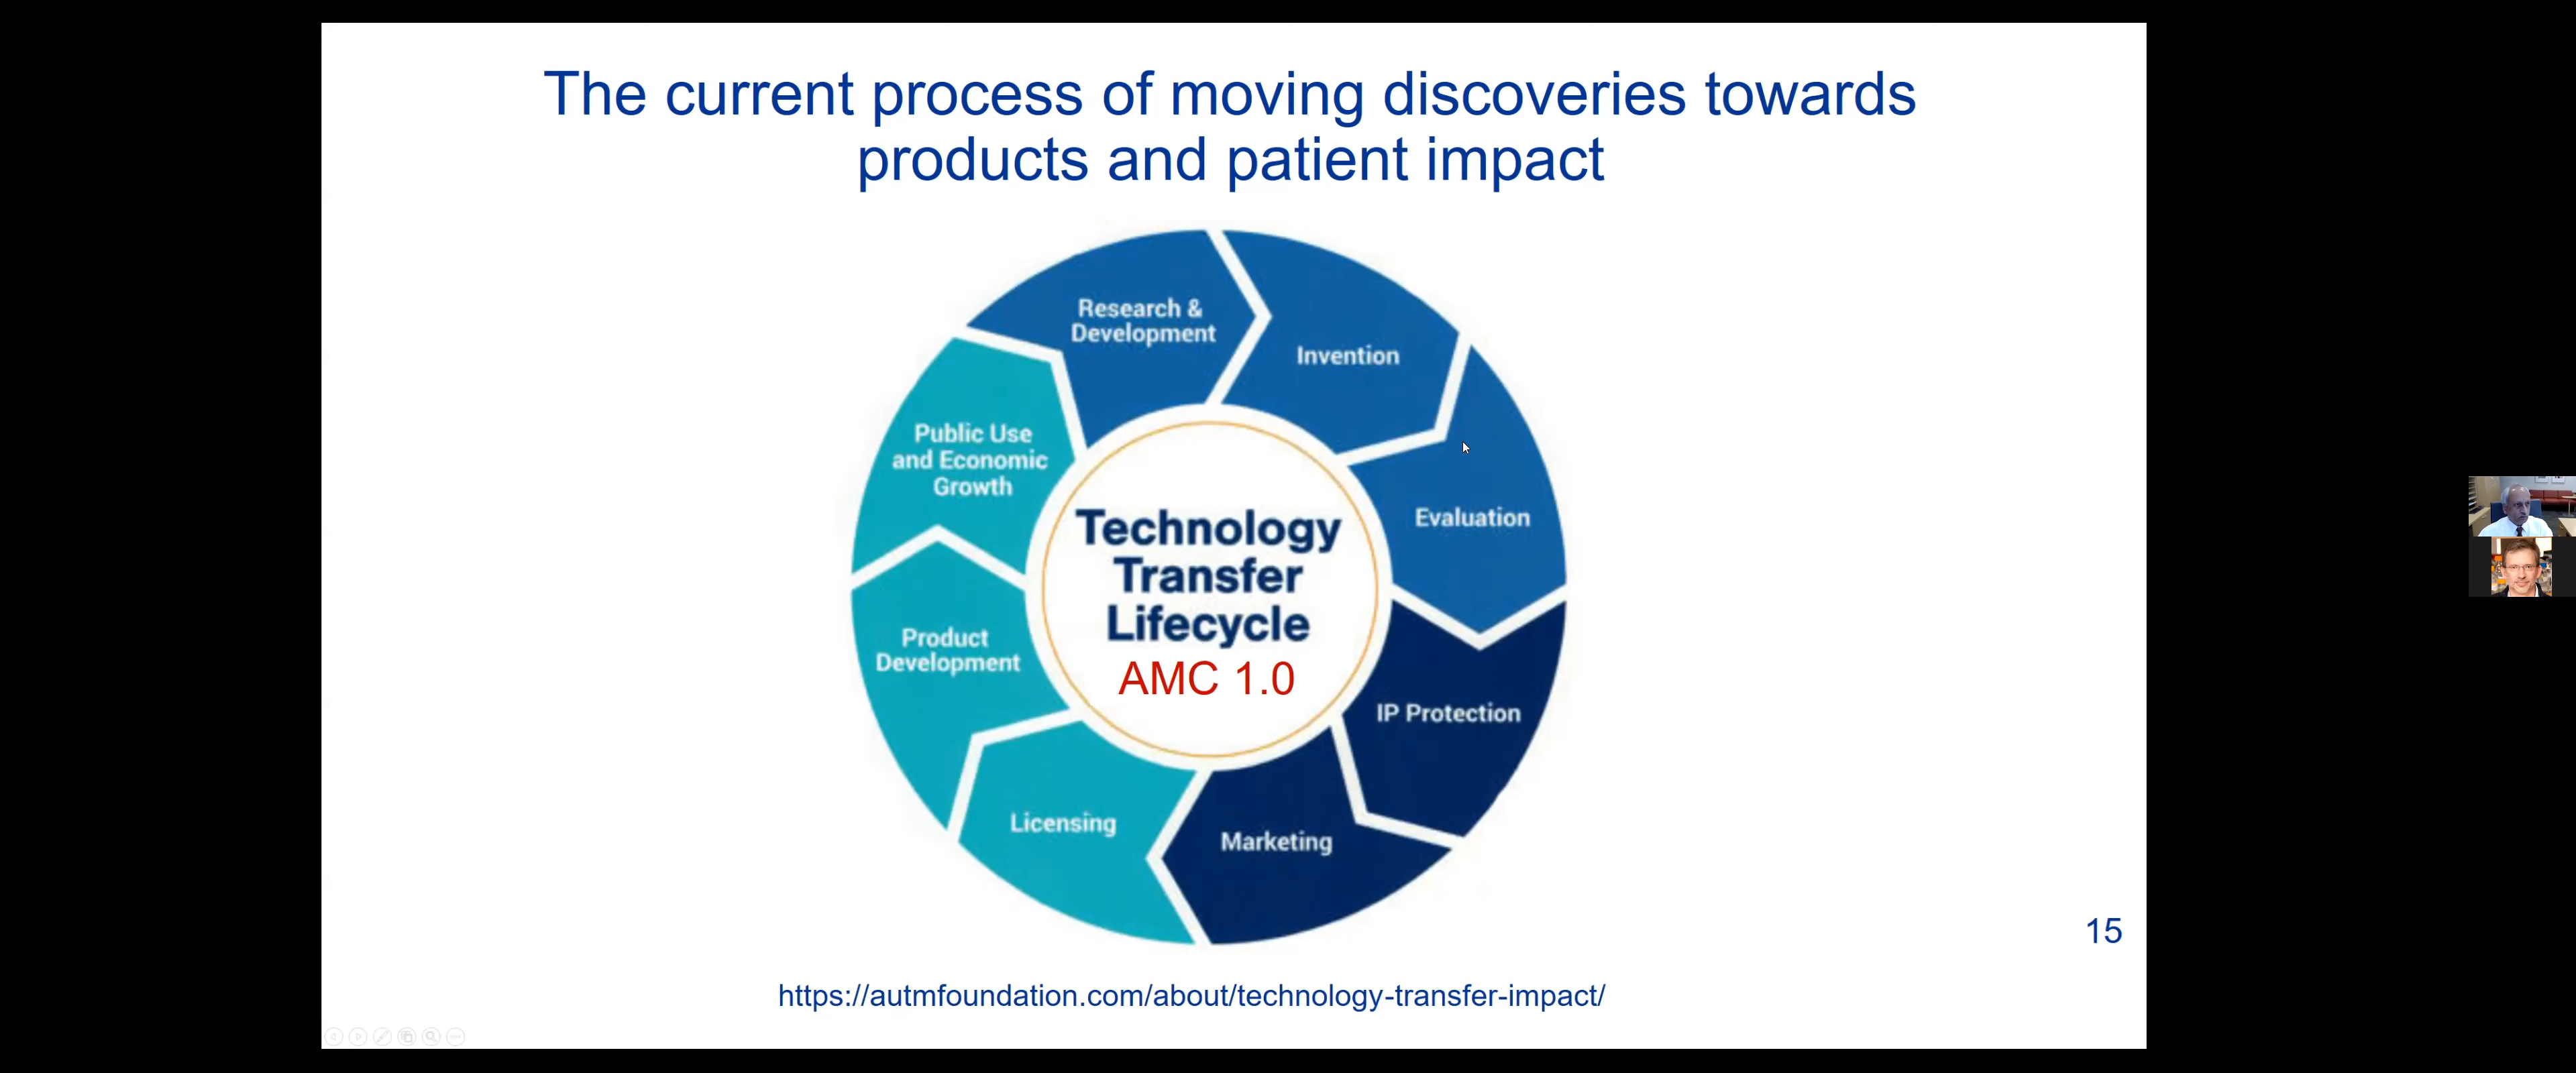 The current process of moving discoveries towards
products and patient impact
Research &
Development
Invention
Evaluation
IP Protection
Marketing
Licensing
Product
Development
Public Use
and Economic
Growth
Technology
Transfer
Lifecycle
AMC 1.0
15
https://autmfoundation.com/about/technology-transfer-impact/